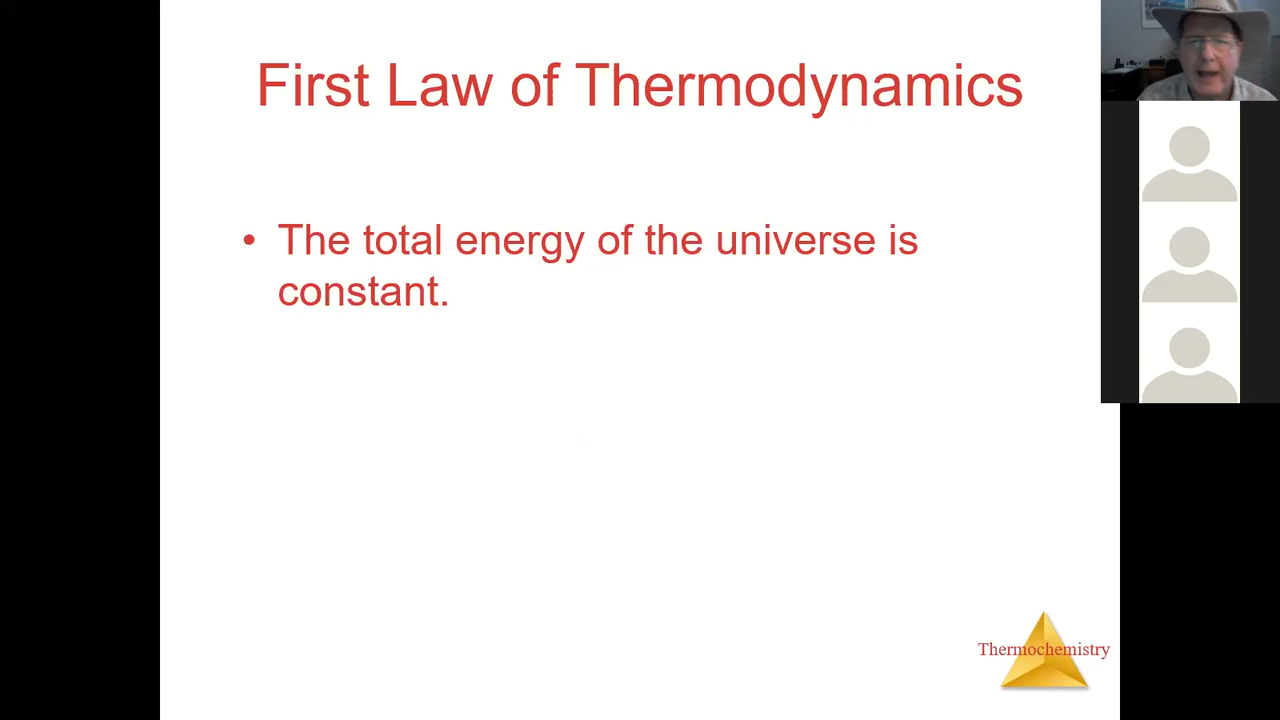 First Law of Thermodynamics
• The total energy of the universe is
constant.
Thermochemistry